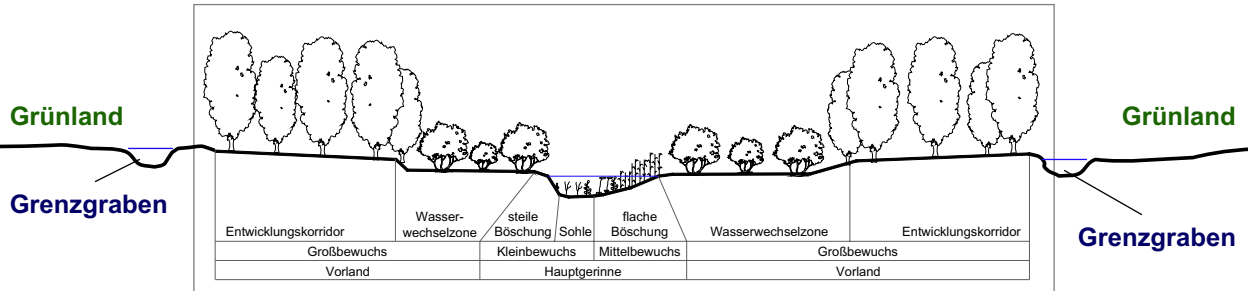 Grünland
Grünland
Grenzgraben
Grenzgraben
Wasser-
wechselzone
steile
Böschung
Sohle
flache
Böschung
Entwicklungskorridor
Wasserwechselzone
Entwicklungskorridor
Großbewuchs
Kleinbewuchs
Mittelbewuchs
Großbewuchs
Vorland
Hauptgerinne
Vorland